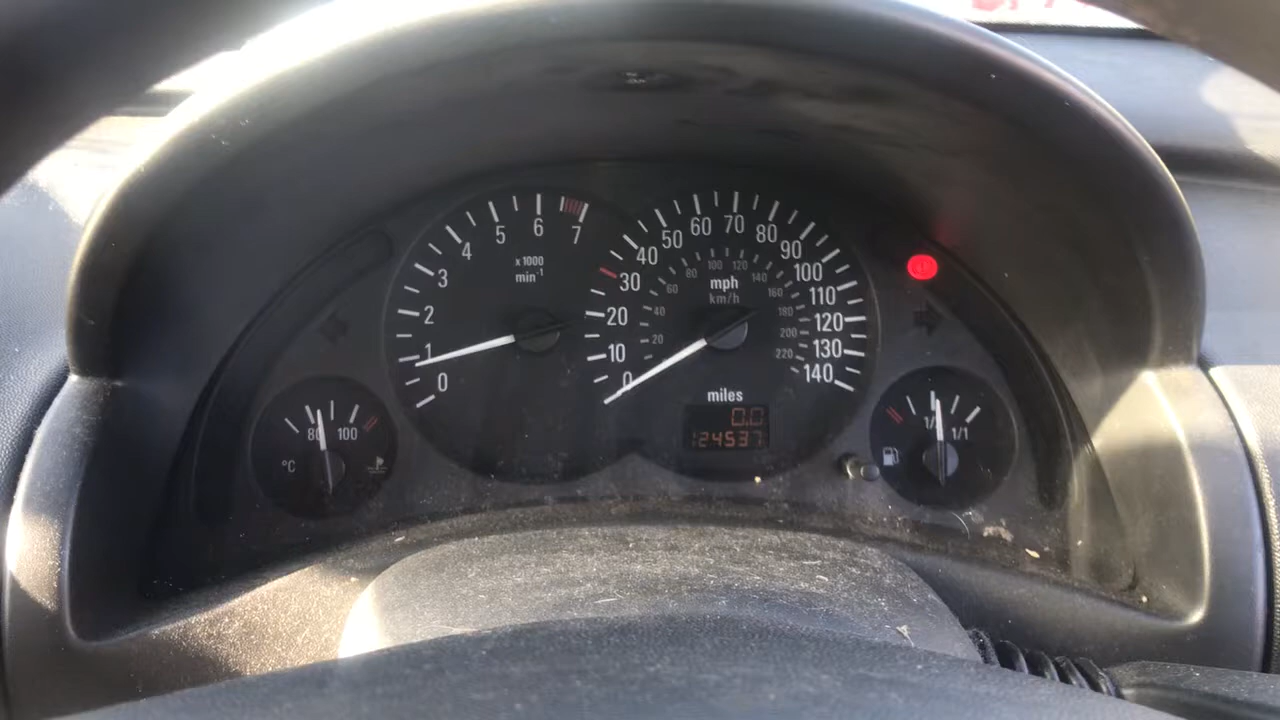 0 1 2 3 4 5 6 7
x 1000
min-1
0 10 20 30 40 50 60 70 80 90 100 110 120 130 140
20 40 60 80 100 120 140 160 180 200 220
mph
km/h
miles
0.0
124537
80 100
°C
1/1